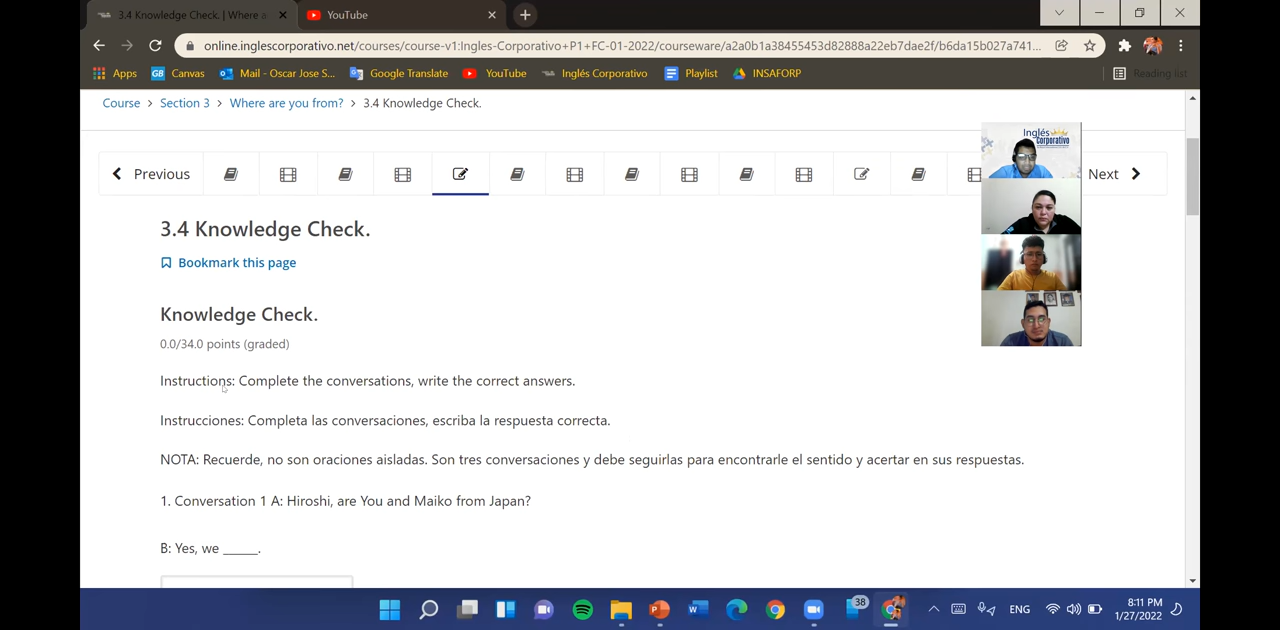 3.4 Knowledge Check. | Where a
YouTube
online.inglescorporativo.net/courses/course-v1:Ingles-Corporativo+P1+FC-01-2022/courseware/a2a0b1a38455453d82888a22eb7dae2f/b6da15b027a741...
Apps
GB Canvas
Mail - Oscar Jose S...
Google Translate
YouTube
Inglés Corporativo
Playlist
INSAFORP
Reading list
Course > Section 3 > Where are you from? > 3.4 Knowledge Check.
Inglés
Corporativo
Previous
Next
3.4 Knowledge Check.
Bookmark this page
Knowledge Check.
0.0/34.0 points (graded)
Instructions: Complete the conversations, write the correct answers.
Instrucciones: Completa las conversaciones, escriba la respuesta correcta.
NOTA: Recuerde, no son oraciones aisladas. Son tres conversaciones y debe seguirlas para encontrarle el sentido y acertar en sus respuestas.
1. Conversation 1 A: Hiroshi, are You and Maiko from Japan?
B: Yes, we _____.
38
ENG
8:11 PM
1/27/2022